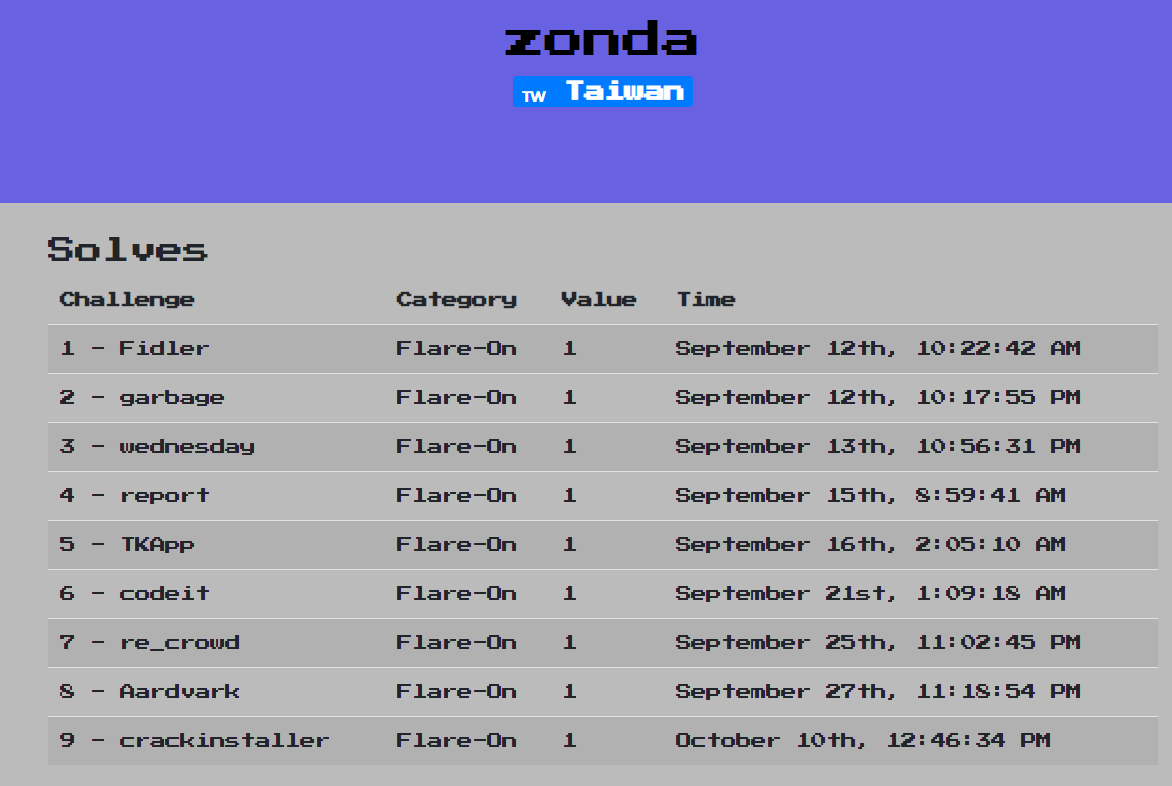 zonda
TW Taiwan
Solves
Challenge Category Value Time
1 - Fidler Flare-On 1 September 12th, 10:22:42 AM
2 - garbage Flare-On 1 September 12th, 10:17:55 PM
3 - wednesday Flare-On 1 September 13th, 10:56:31 PM
4 - report Flare-On 1 September 15th, 8:59:41 AM
5 - TKApp Flare-On 1 September 16th, 2:05:10 AM
6 - codeit Flare-On 1 September 21st, 1:09:18 AM
7 - re_crowd Flare-On 1 September 25th, 11:02:45 PM
8 - Aardvark Flare-On 1 September 27th, 11:18:54 PM
9 - crackinstaller Flare-On 1 October 10th, 12:46:34 PM